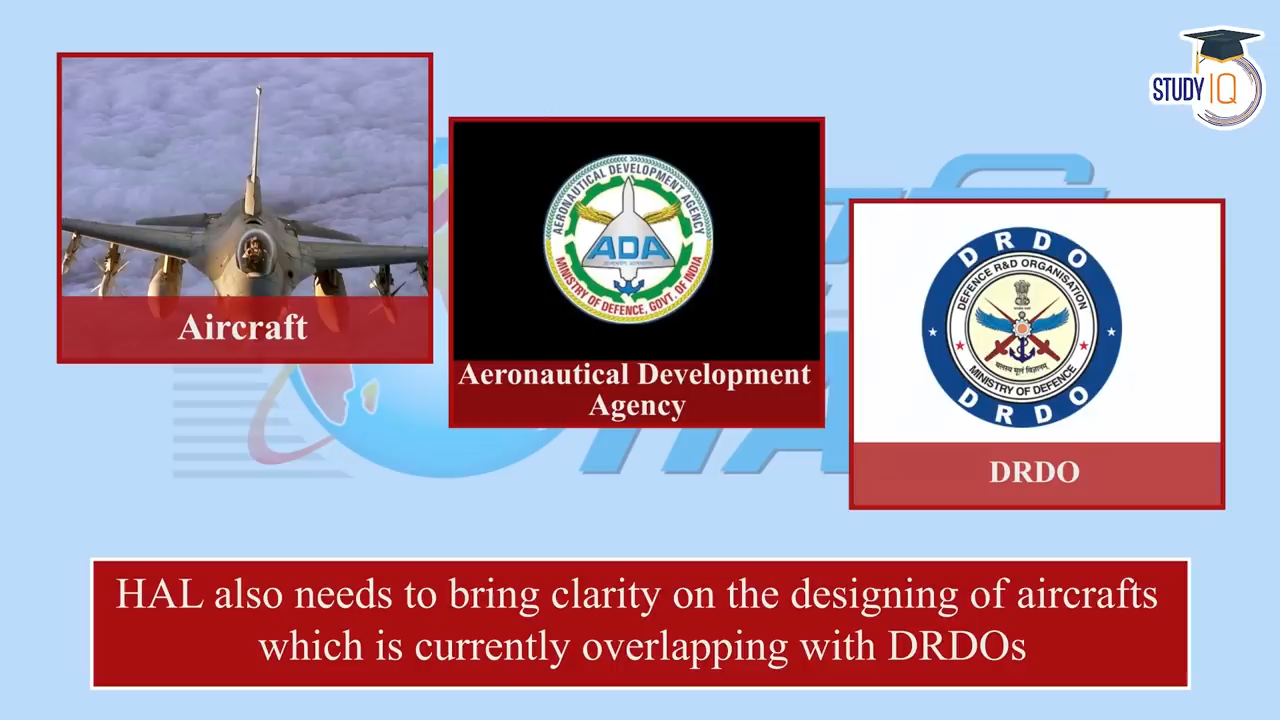 STUDY IQ
Aircraft
AERONAUTICAL DEVELOPMENT AGENCY
ADA
MINISTRY OF DEFENCE, GOVT. OF INDIA
Aeronautical Development
Agency
DRDO
DEFENCE R&D ORGANISATION
MINISTRY OF DEFENCE
DRDO
DRDO
HAL also needs to bring clarity on the designing of aircrafts
which is currently overlapping with DRDOs